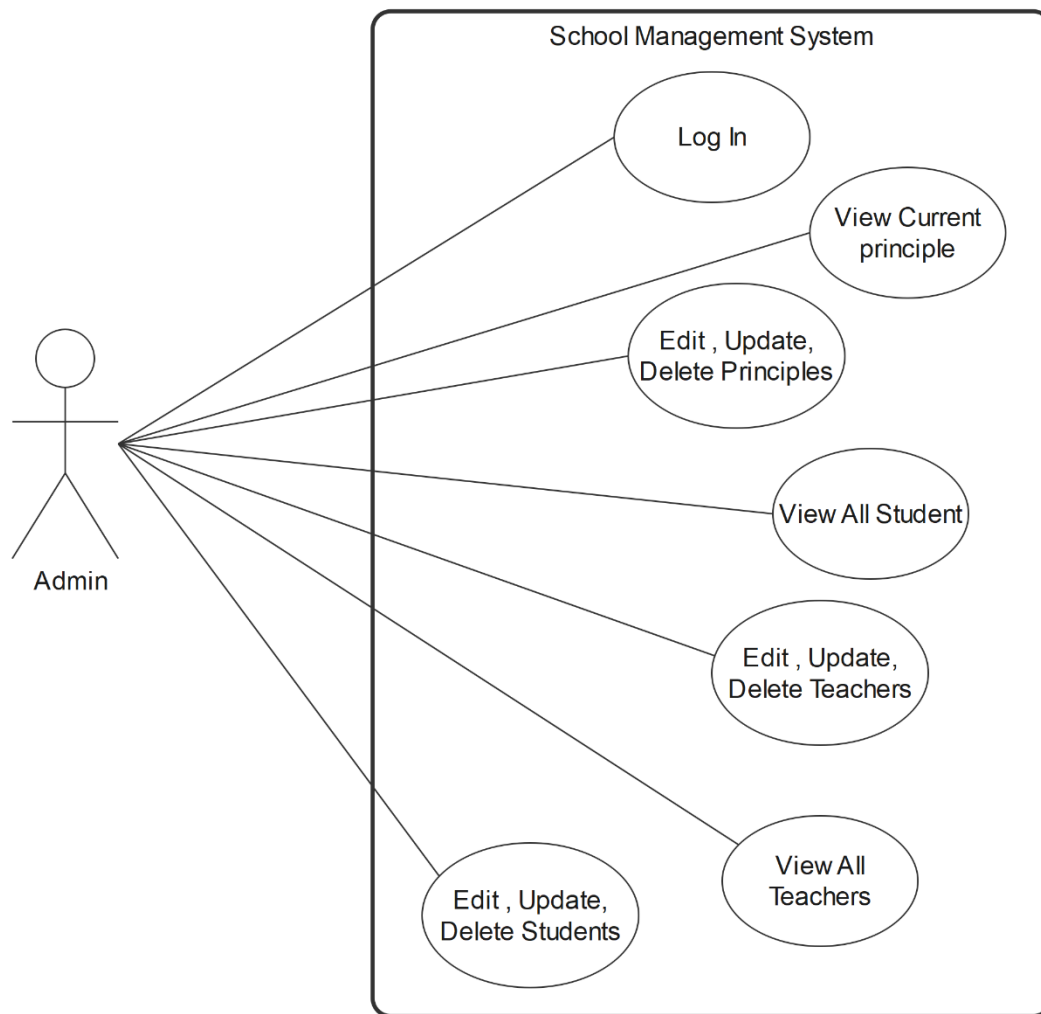 School Management System
Log In
View Current
principle
Edit , Update,
Delete Principles
View All Student
Admin
Edit , Update,
Delete Teachers
View All
Teachers
Edit , Update,
Delete Students